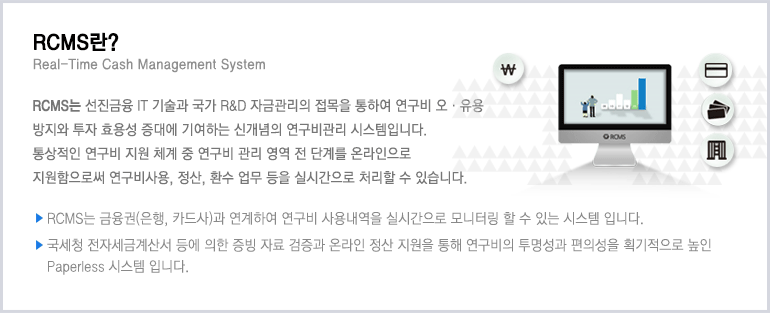 RCMS란?
Real-Time Cash Management System
RCMS는 선진금융 IT 기술과 국가 R&D 자금관리의 접목을 통하여 연구비 오 · 유용
방지와 투자 효용성 증대에 기여하는 신개념의 연구비관리 시스템입니다.
통상적인 연구비 지원 체계 중 연구비 관리 영역 전 단계를 온라인으로
지원함으로써 연구비사용, 정산, 환수 업무 등을 실시간으로 처리할 수 있습니다.
₩
RCMS
▶ RCMS는 금융권(은행, 카드사)과 연계하여 연구비 사용내역을 실시간으로 모니터링 할 수 있는 시스템 입니다.
▶ 국세청 전자세금계산서 등에 의한 증빙 자료 검증과 온라인 정산 지원을 통해 연구비의 투명성과 편의성을 획기적으로 높인
Paperless 시스템 입니다.